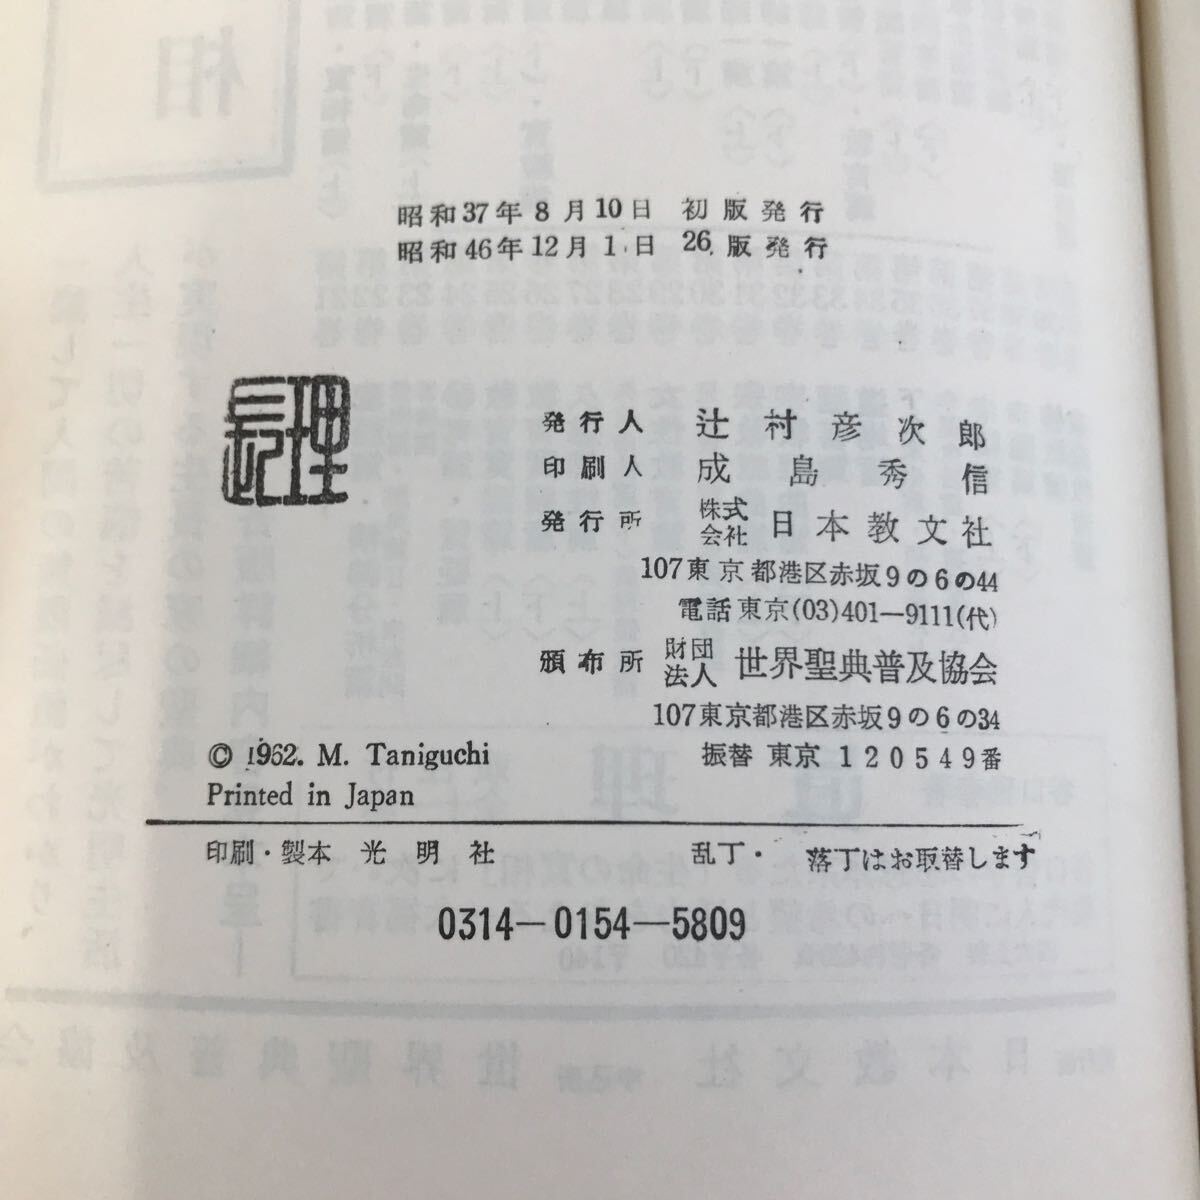 昭和37年8月10日 初版発行
昭和46年12月1日 26版発行
発行人 辻村彦次郎
印刷人 成島秀信
発行所 株式会社 日本教文社
107東京都港区赤坂9の6の44
電話東京(03)401—9111(代)
頒布所 財団法人 世界聖典普及協会
107東京都港区赤坂9の6の34
振替 東京 120549番
© 1962. M. Taniguchi
Printed in Japan
印刷・製本 光明社 乱丁・落丁はお取替します
0314—0154—5809